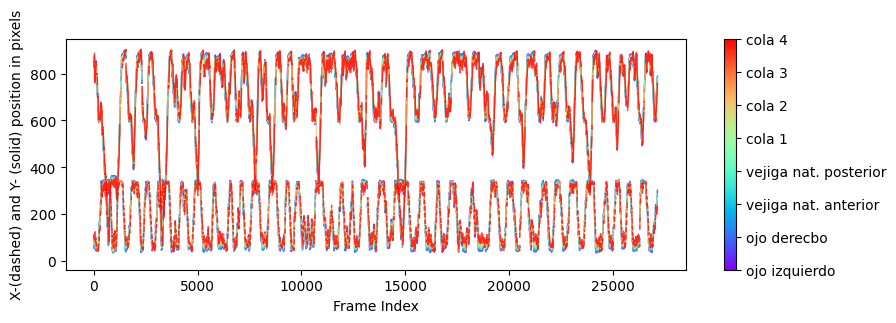 X-(dashed) and Y- (solid) position in pixels
800
600
400
200
0
0
5000
10000
15000
20000
25000
Frame Index
cola 4
cola 3
cola 2
cola 1
vejiga nat. posterior
vejiga nat. anterior
ojo derecbo
ojo izquierdo